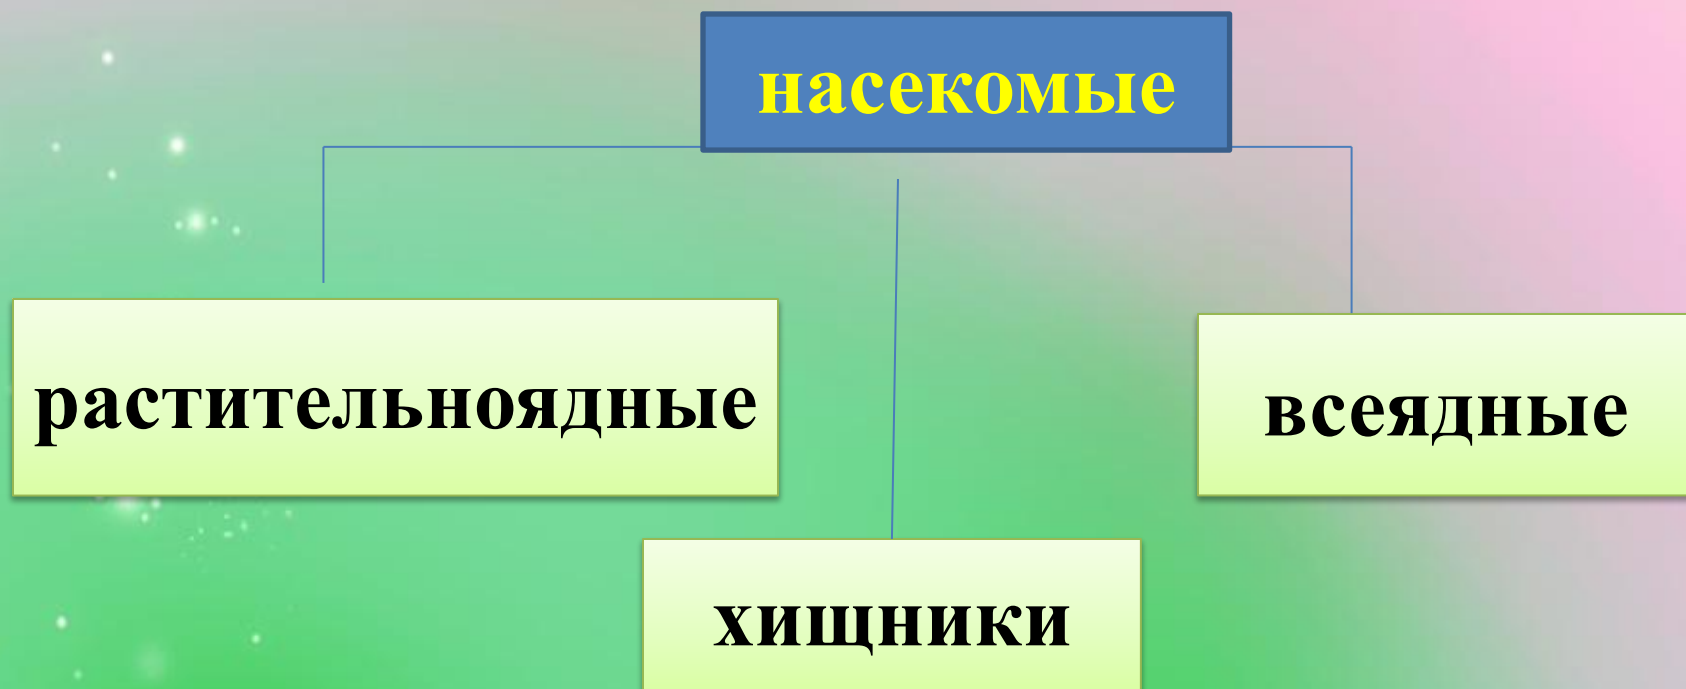 насекомые
растительноядные
всеядные
хищники